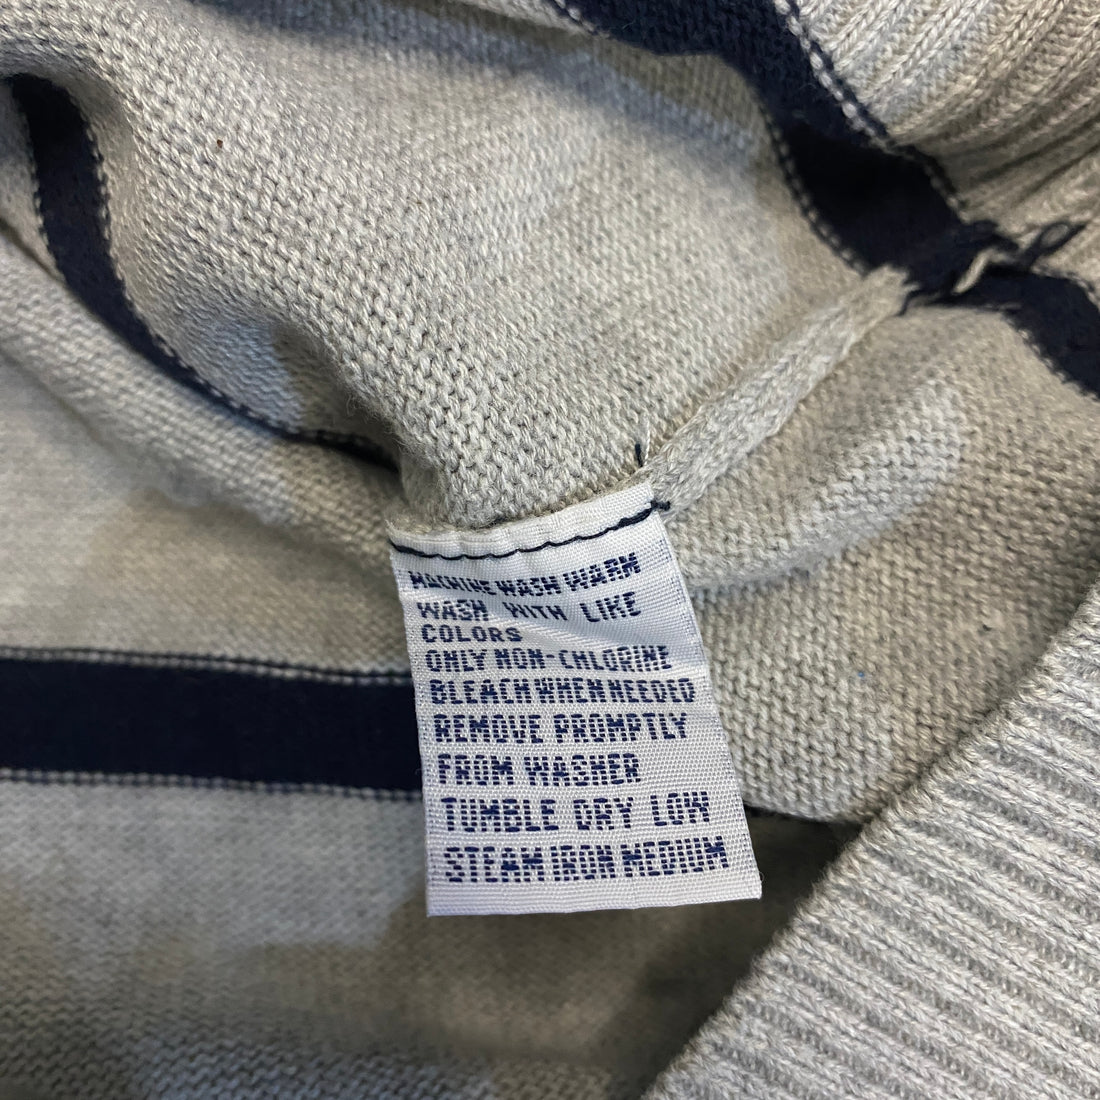 MACHINE WASH WARM
WASH WITH LIKE
COLORS
ONLY NON-CHLORINE
BLEACH WHEN NEEDED
REMOVE PROMPTLY
FROM WASHER
TUMBLE DRY LOW
STEAM IRON MEDIUM